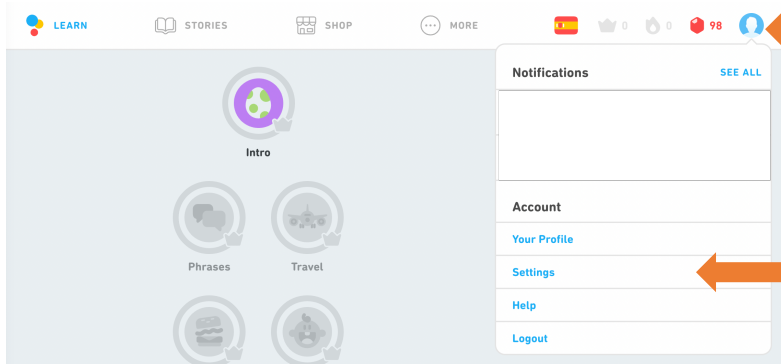 LEARN STORIES SHOP MORE 0 0 98
Notifications SEE ALL
Intro
Phrases Travel
Account
Your Profile
Settings
Help
Logout